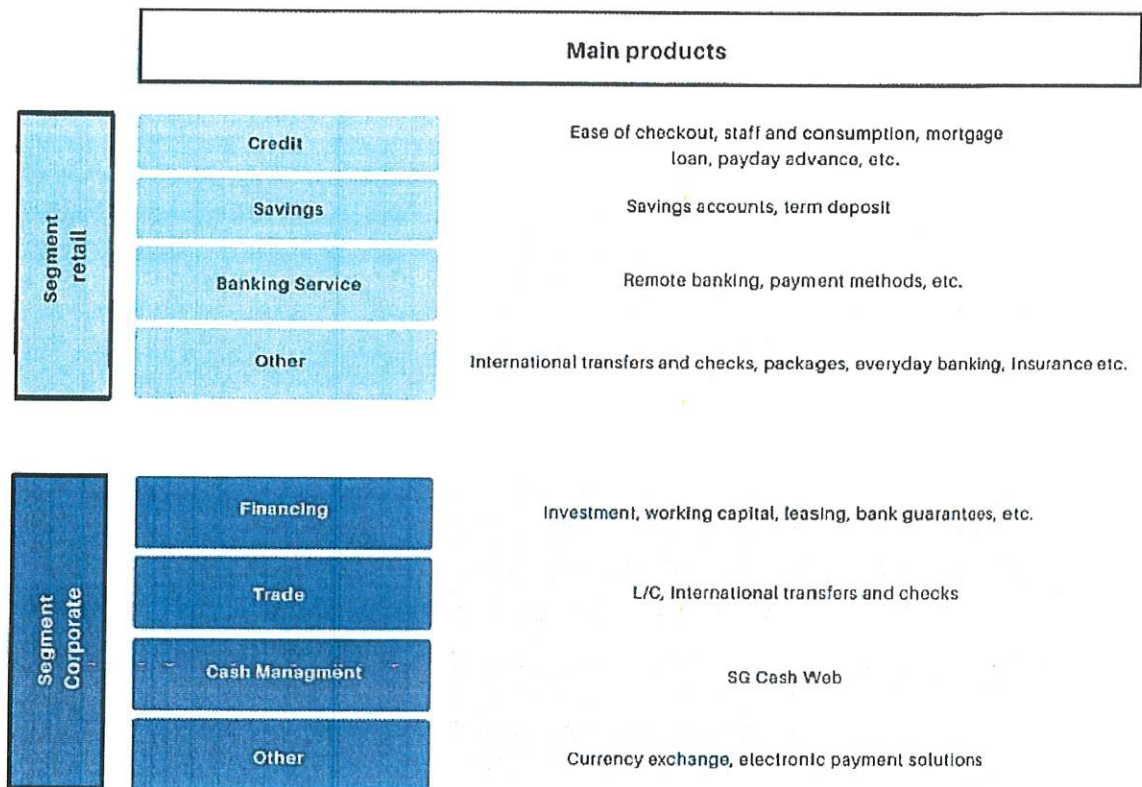 Main products
Segment
retail
Credit
Ease of checkout, staff and consumption, mortgage
loan, payday advance, etc.
Savings
Savings accounts, term deposit
Banking Service
Remote banking, payment methods, etc.
Other
International transfers and checks, packages, everyday banking, Insurance etc.
Segment
Corporate
Financing
Investment, working capital, leasing, bank guarantees, etc.
Trade
L/C, International transfers and checks
Cash Managment
SG Cash Web
Other
Currency exchange, electronic payment solutions